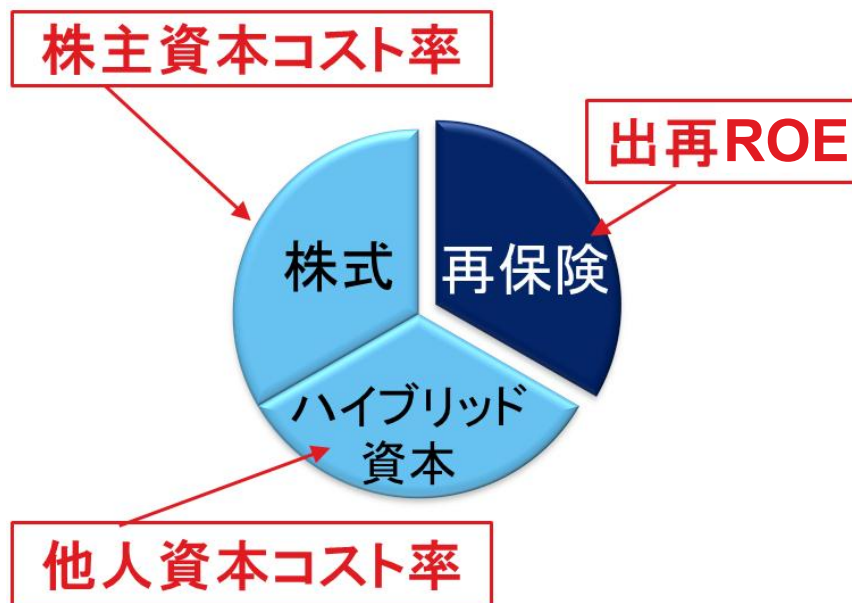 株主資本コスト率
出再ROE
株式
再保険
ハイブリッド
資本
他人資本コスト率